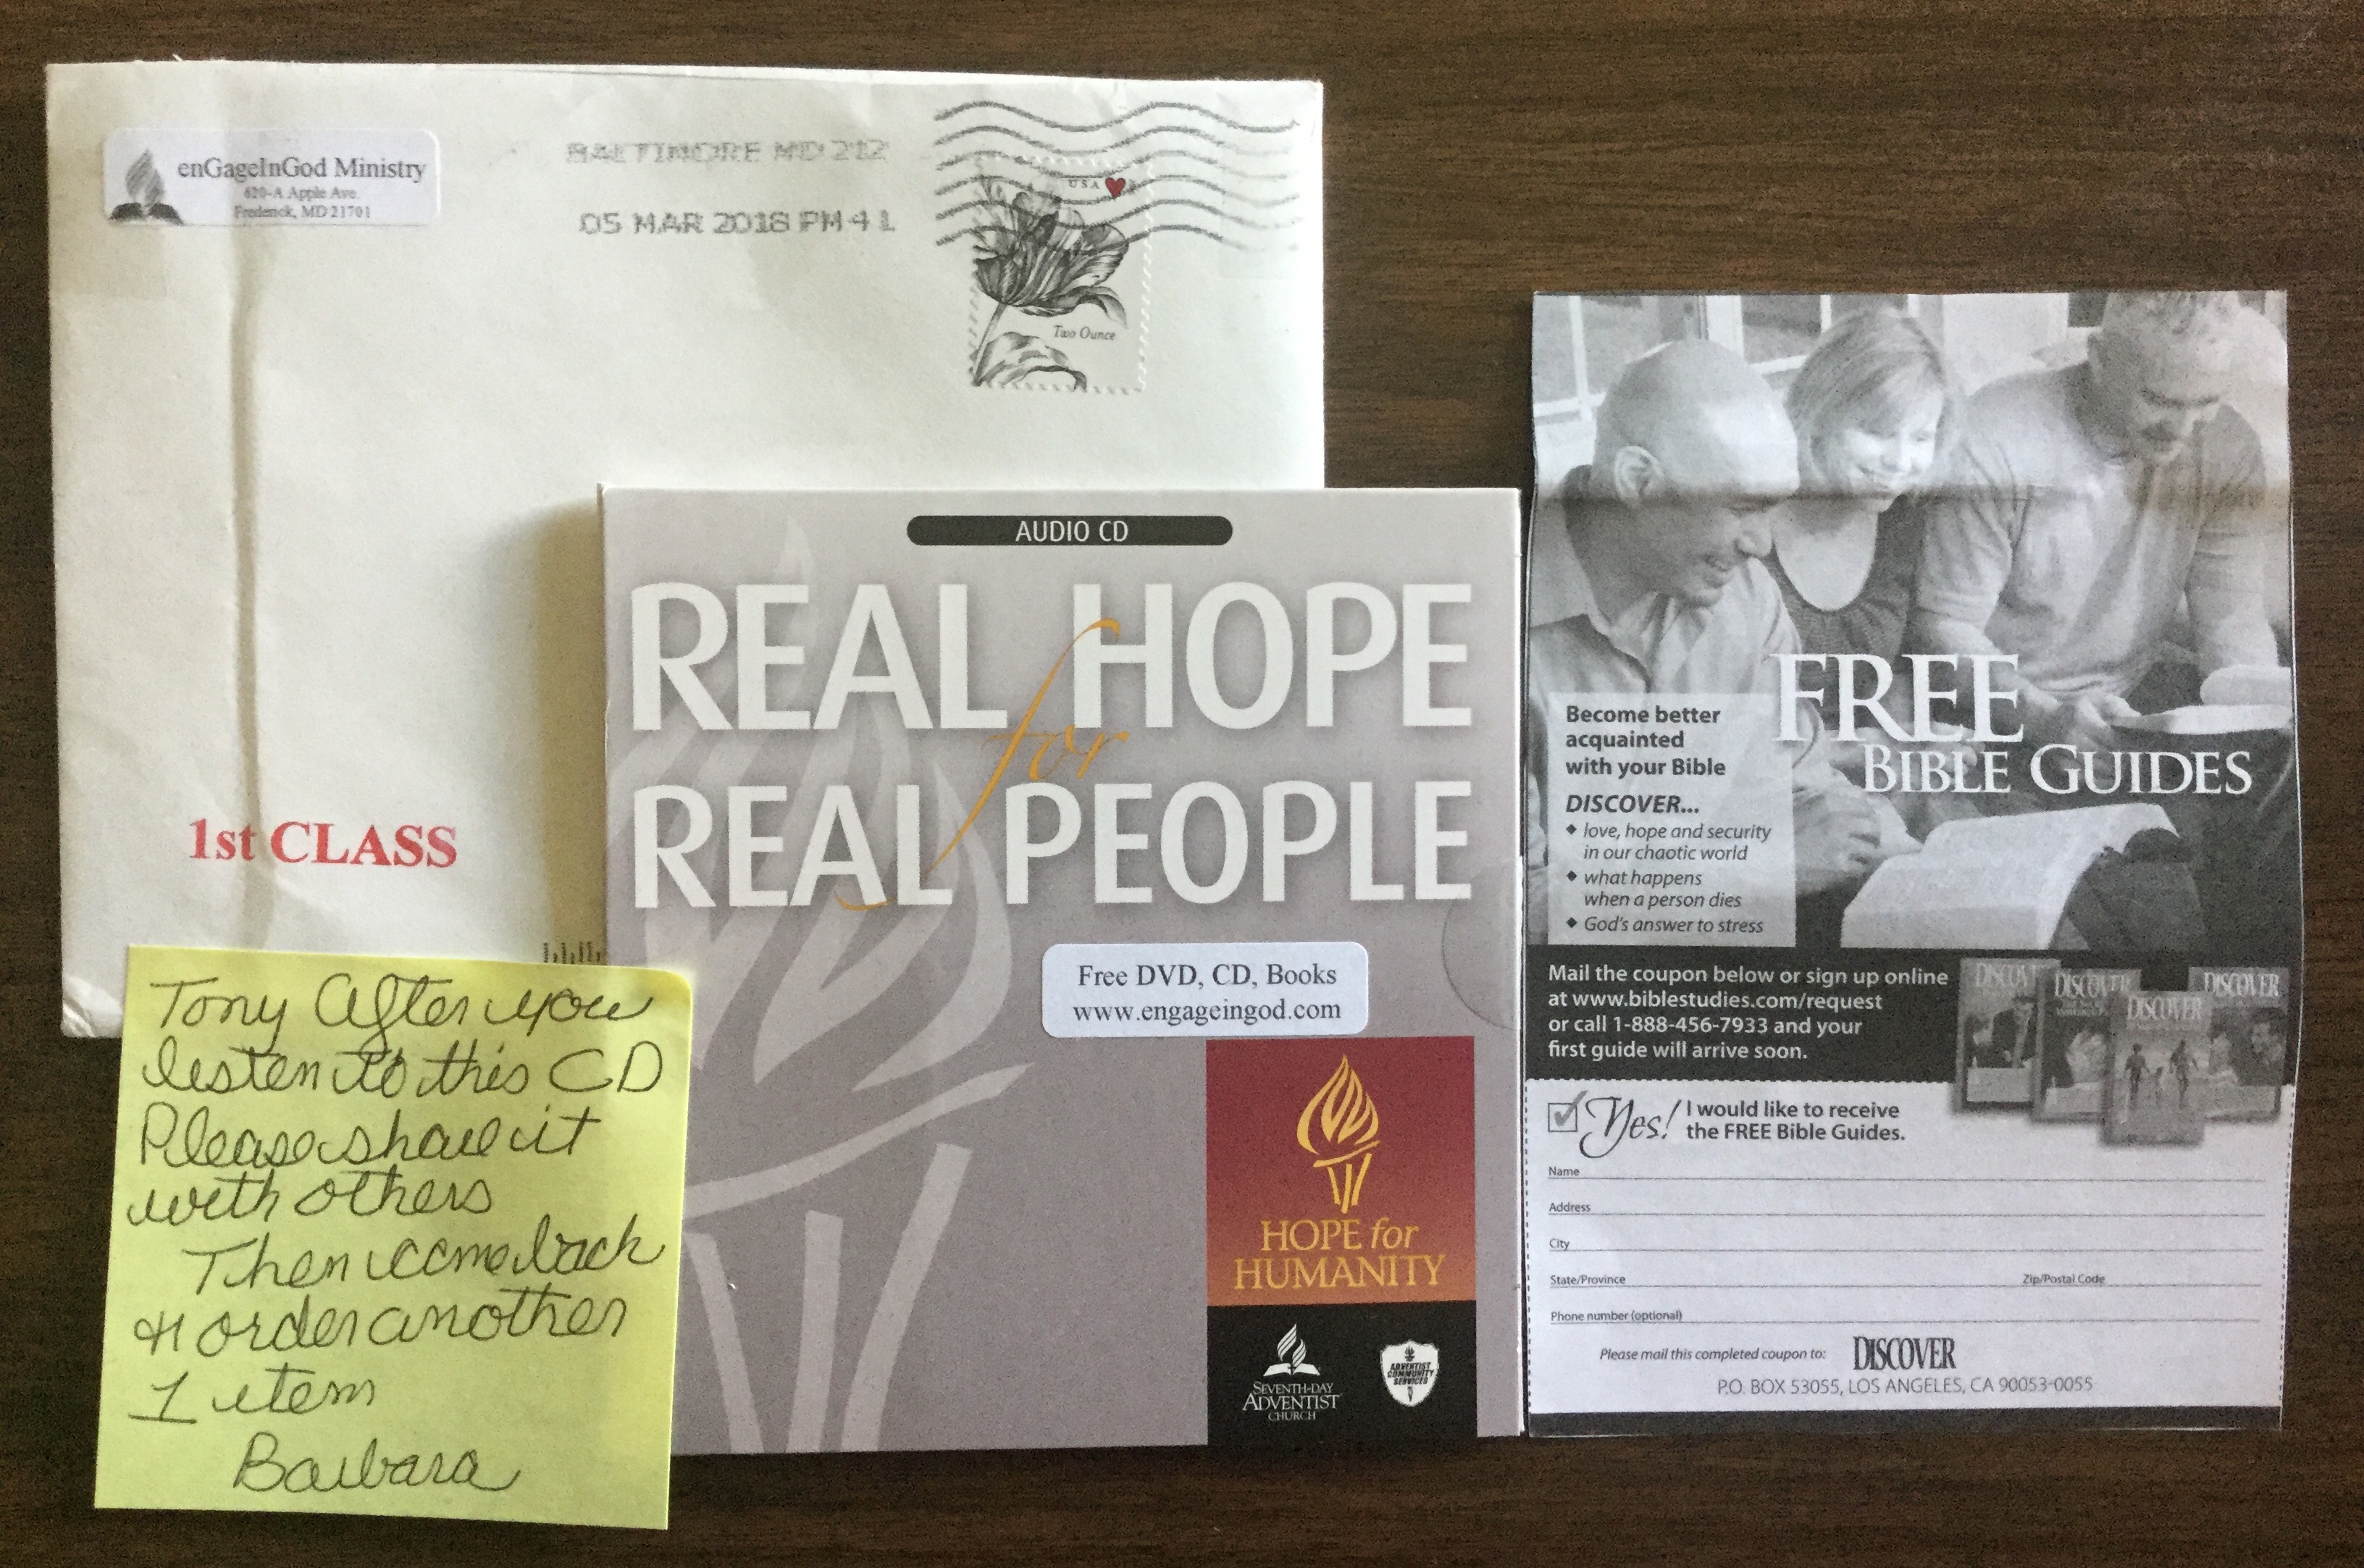 enGageInGod Ministry
620-A Apple Ave.
Frederick, MD 21701
BALTIMORE MD 212
05 MAR 2018 PM 4 L
USA
Two Ounce
1st CLASS
Tony After you
listen to this CD
Please share it
with others
Then come back
& order another
1 item
Barbara
AUDIO CD
REAL HOPE
for
REAL PEOPLE
Free DVD, CD, Books
www.engageingod.com
HOPE for
HUMANITY
SEVENTH-DAY
ADVENTIST
CHURCH
ADVENTIST
COMMUNITY
SERVICES
FREE
BIBLE GUIDES
Become better
acquainted
with your Bible
DISCOVER...
◆ love, hope and security
in our chaotic world
◆ what happens
when a person dies
◆ God's answer to stress
Mail the coupon below or sign up online
at www.biblestudies.com/request
or call 1-888-456-7933 and your
first guide will arrive soon.
DISCOVER
DISCOVER
DISCOVER
DISCOVER
Yes! I would like to receive
the FREE Bible Guides.
Name
Address
City
State/Province Zip/Postal Code
Phone number (optional)
Please mail this completed coupon to: DISCOVER
P.O. BOX 53055, LOS ANGELES, CA 90053-0055